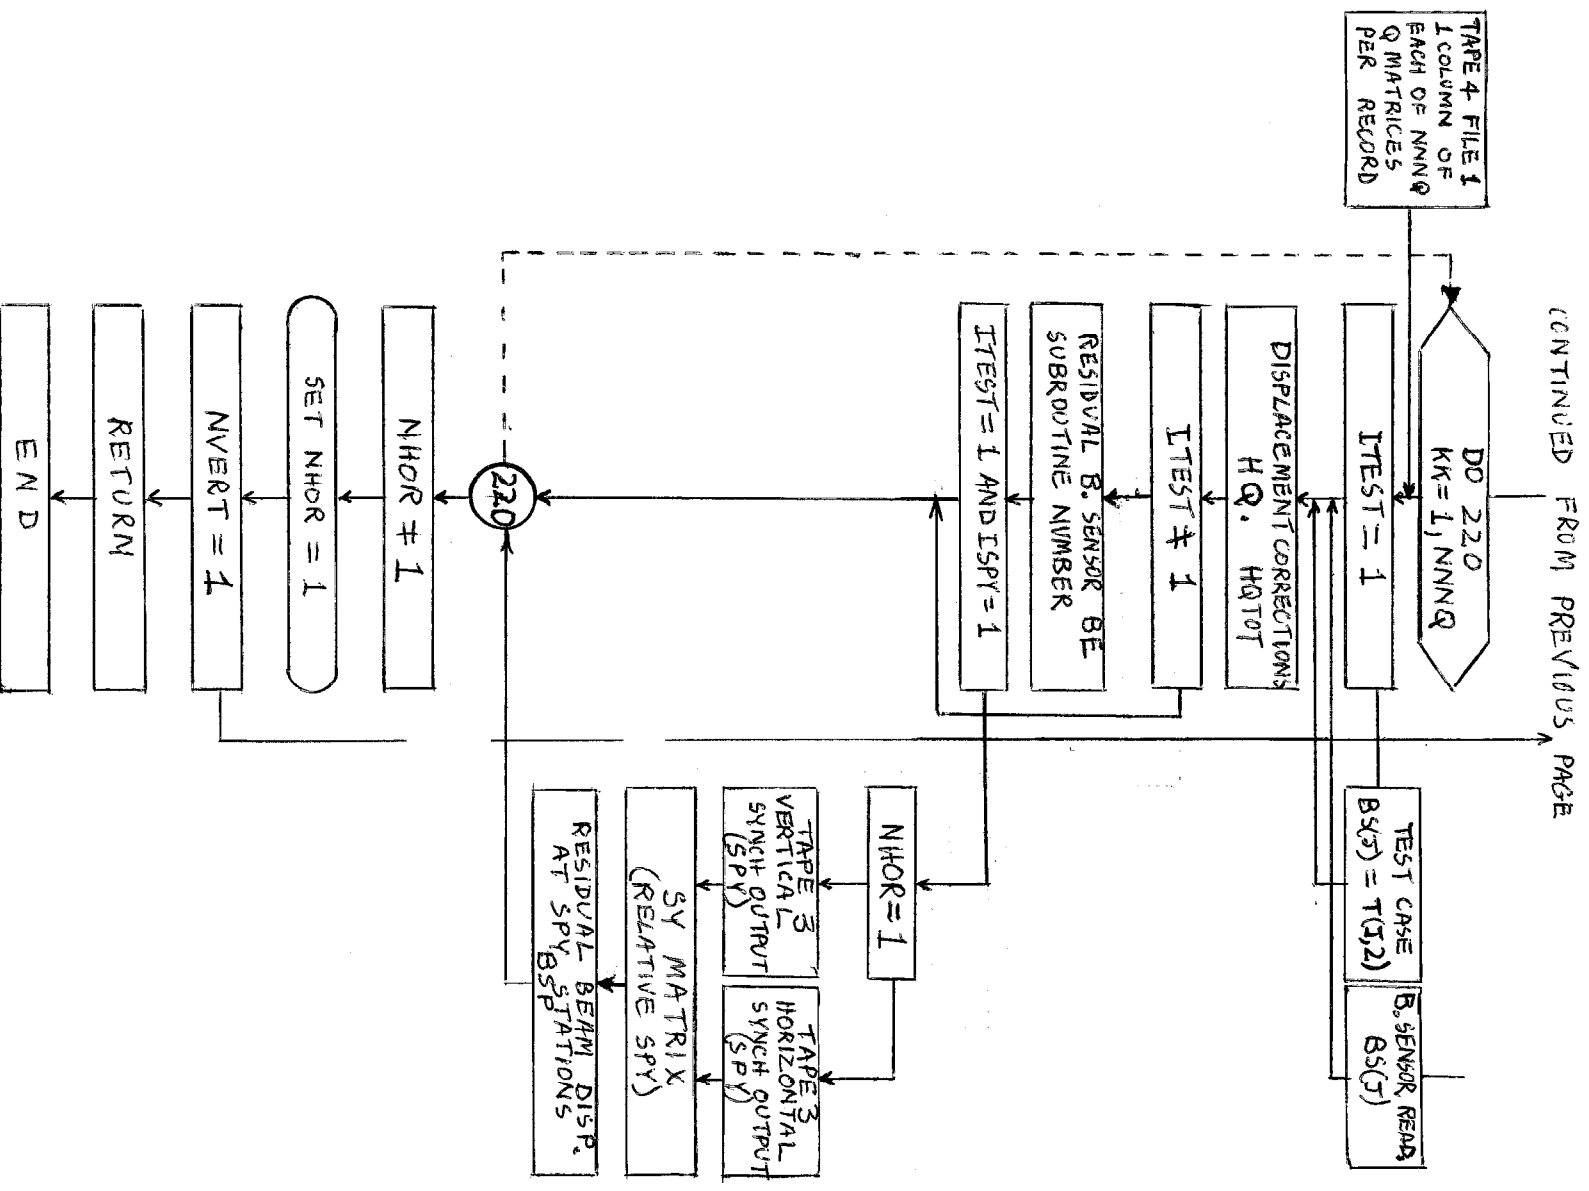 CONTINUED FROM PREVIOUS PAGE
TAPE 4 FILE 1
1 COLUMN OF
EACH OF NNNQ
Q MATRICES
PER RECORD
DO 220
KK=1, NNNQ
ITEST = 1
TEST CASE
BS(J) = T(J,2)
B. SENSOR READ,
BS(J)
DISPLACEMENT CORRECTIONS
HQ. HQTOT
ITEST ≠ 1
RESIDUAL B. SENSOR BE
SUBROUTINE NUMBER
ITEST = 1 AND ISPY = 1
NHOR = 1
TAPE 3
VERTICAL
SYNCH OUTPUT
(SPY)
TAPE 3
HORIZONTAL
SYNCH OUTPUT
(SPY)
SY MATRIX
(RELATIVE SPY)
RESIDUAL BEAM DISP.
AT SPY STATIONS
BSP
220
NHOR ≠ 1
SET NHOR = 1
NVERT = 1
RETURM
END